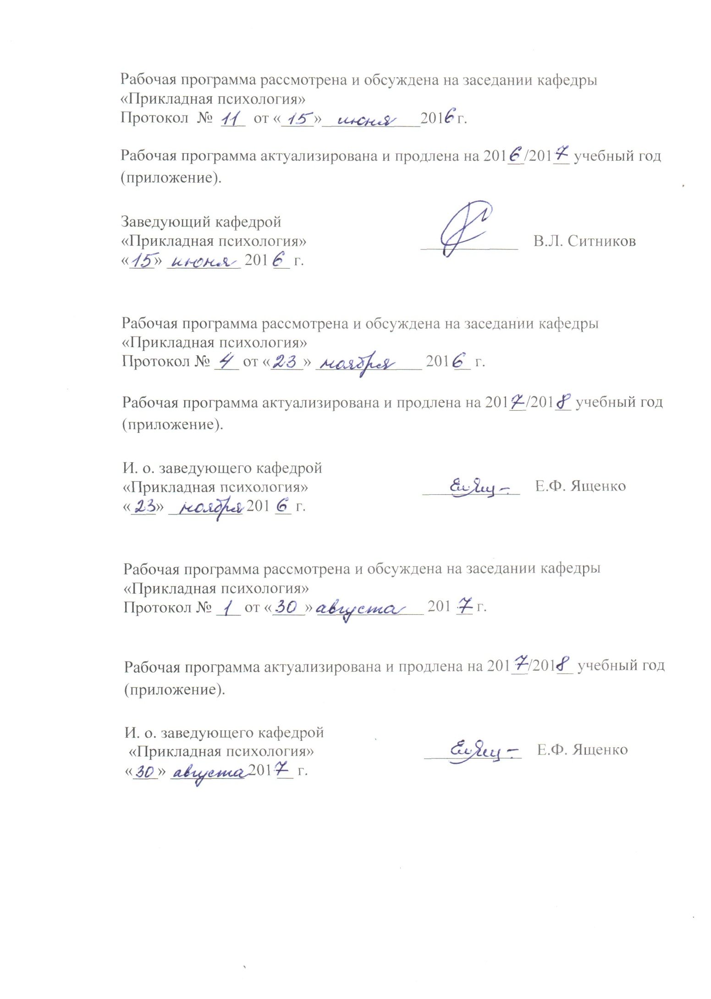 Рабочая программа рассмотрена и обсуждена на заседании кафедры
«Прикладная психология»
Протокол № 11 от «15» июня 2016 г.
Рабочая программа актуализирована и продлена на 2016/2017 учебный год
(приложение).
Заведующий кафедрой
«Прикладная психология» В.Л. Ситников
«15» июня 2016 г.
Рабочая программа рассмотрена и обсуждена на заседании кафедры
«Прикладная психология»
Протокол № 4 от «23» ноября 2016 г.
Рабочая программа актуализирована и продлена на 2017/2018 учебный год
(приложение).
И. о. заведующего кафедрой
«Прикладная психология» Е.Ф. Ященко
«23» ноября 2016 г.
Рабочая программа рассмотрена и обсуждена на заседании кафедры
«Прикладная психология»
Протокол № 1 от «30» августа 2017 г.
Рабочая программа актуализирована и продлена на 2017/2018 учебный год
(приложение).
И. о. заведующего кафедрой
«Прикладная психология» Е.Ф. Ященко
«30» августа 2017 г.